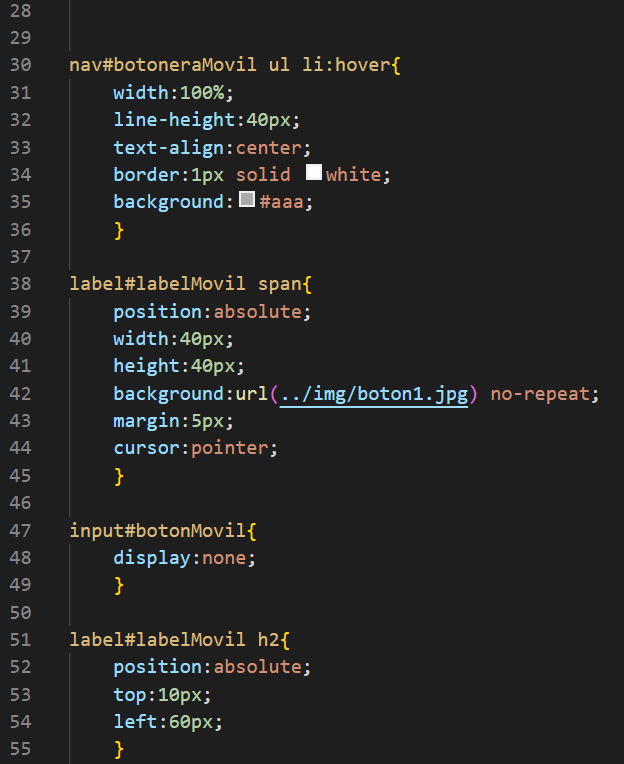 28
29
30 nav#botoneraMovil ul li:hover{
31 width:100%;
32 line-height:40px;
33 text-align:center;
34 border:1px solid white;
35 background:#aaa;
36 }
37
38 label#labelMovil span{
39 position:absolute;
40 width:40px;
41 height:40px;
42 background:url(../img/boton1.jpg) no-repeat;
43 margin:5px;
44 cursor:pointer;
45 }
46
47 input#botonMovil{
48 display:none;
49 }
50
51 label#labelMovil h2{
52 position:absolute;
53 top:10px;
54 left:60px;
55 }